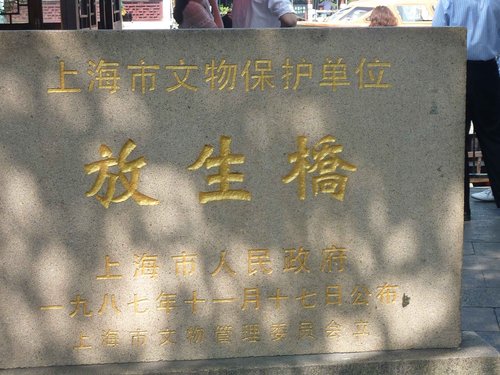 上海市文物保护单位
放生橋
上海市人民政府
一九八七年十一月十七日公布
上海市文物管理委员会立